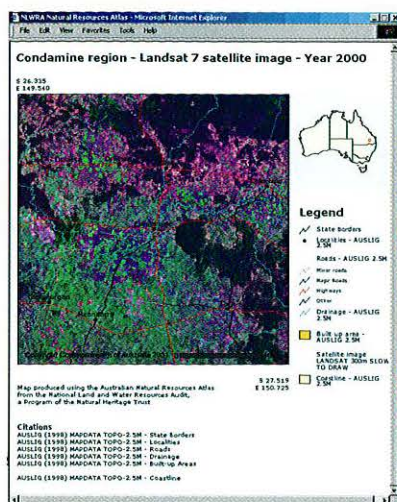 NLWRA Natural Resources Atlas - Microsoft Internet Explorer
File Edit View Favorites Tools Help
Condamine region - Landsat 7 satellite image - Year 2000
S 26.335
E 149.540
Legend
State borders
Localities - AUSLIG
2.5M
Roads - AUSLIG 2.5M
Minor roads
Major Roads
Highways
Other
Drainage - AUSLIG
2.5M
Built up area -
AUSLIG 2.5M
Satellite image
LANDSAT 300m SLOW
TO DRAW
Coastline - AUSLIG
2.5M
Copyright Commonwealth of Australia 2001
S 27.519
E 150.725
Map produced using the Australian Natural Resources Atlas
from the National Land and Water Resources Audit,
a Program of the Natural Heritage Trust
Citations
AUSLIG (1998) MAPDATA TOPO-2.5M - State Borders
AUSLIG (1998) MAPDATA TOPO-2.5M - Localities
AUSLIG (1998) MAPDATA TOPO-2.5M - Roads
AUSLIG (1998) MAPDATA TOPO-2.5M - Drainage
AUSLIG (1998) MAPDATA TOPO-2.5M - Built-up Areas
AUSLIG (1998) MAPDATA TOPO-2.5M - Coastline